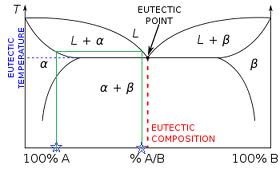 T
EUTECTIC
POINT
L
L + α
L + β
α
β
EUTECTIC
TEMPERATURE
α + β
EUTECTIC
COMPOSITION
100% A
% A/B
100% B